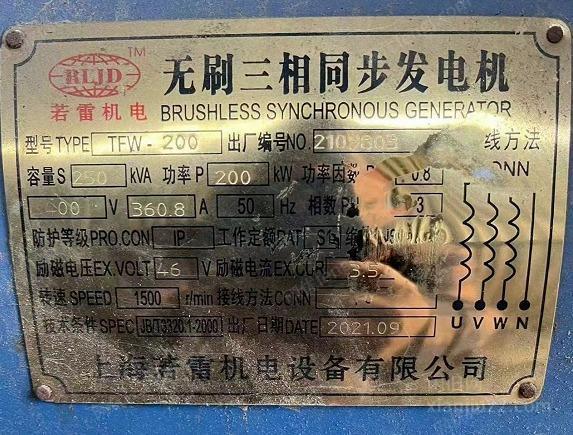 RLJD TM
若雷机电
无刷三相同步发电机
BRUSHLESS SYNCHRONOUS GENERATOR
型号TYPE TFW-200 出厂编号NO. 线方法
容量S kVA 功率P 200 kW 功率因数 0.8
V 360.8 A 50 Hz 相数 3
防护等级PRO.CON IP 工作定额
励磁电压EX.VOLT 46 V 励磁电流EX.CUR
转速SPEED 1500 r/min 接线方法CONN
技术条件SPEC JB/T3320.1-2000 出厂日期DATE 2021.09
U V W N
上海若雷机电设备有限公司